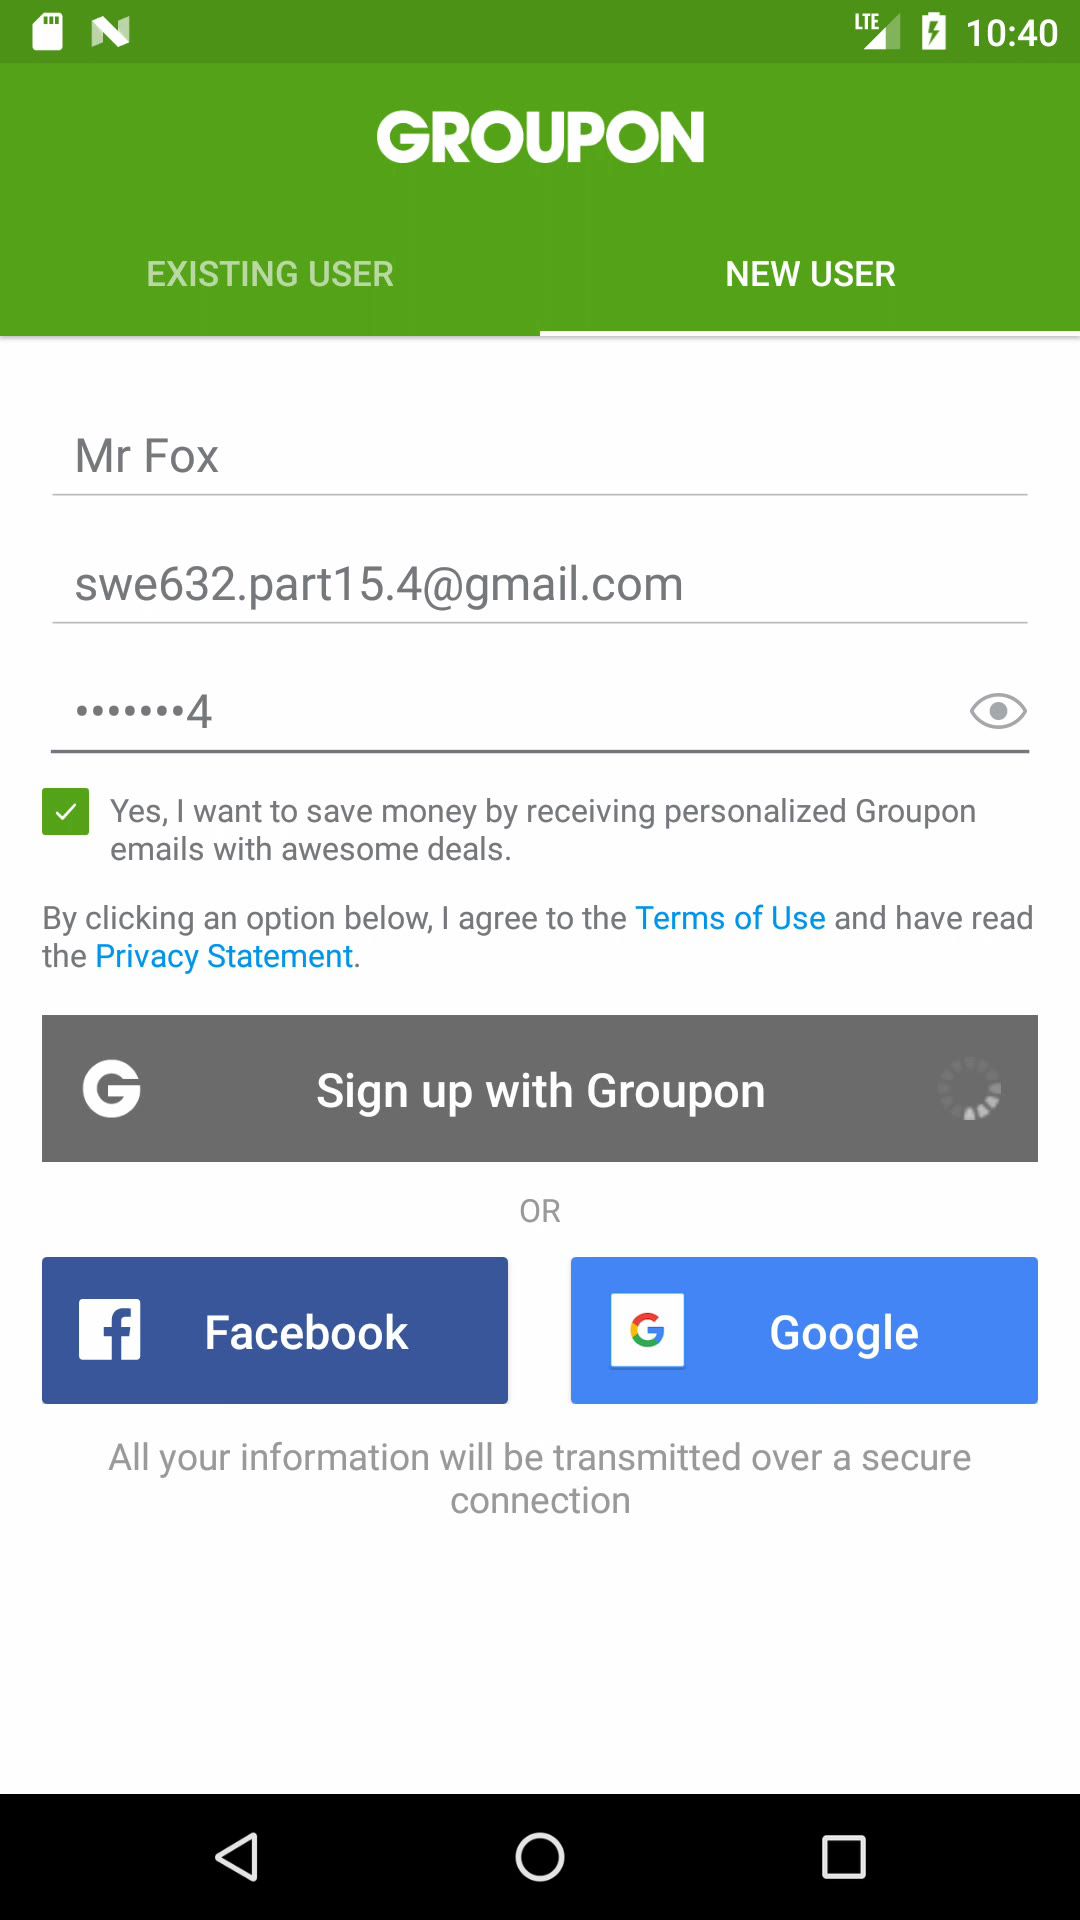 LTE 10:40
GROUPON
EXISTING USER NEW USER
Mr Fox
swe632.part15.4@gmail.com
•••••••4
Yes, I want to save money by receiving personalized Groupon
emails with awesome deals.
By clicking an option below, I agree to the Terms of Use and have read
the Privacy Statement.
G Sign up with Groupon
OR
f Facebook G Google
All your information will be transmitted over a secure
connection